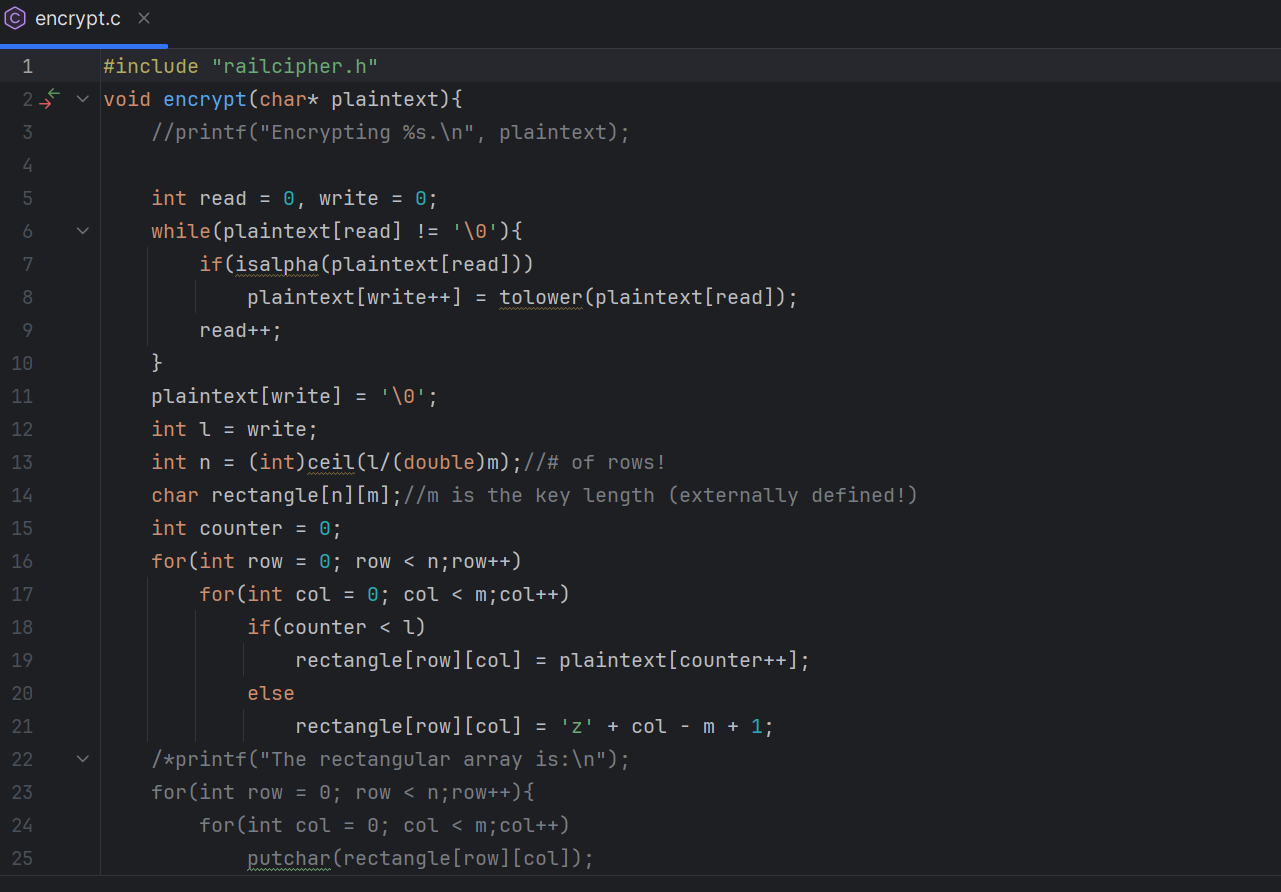 encrypt.c
1 #include "railcipher.h"
2 void encrypt(char* plaintext){
3     //printf("Encrypting %s.\n", plaintext);
4
5     int read = 0, write = 0;
6     while(plaintext[read] != '\0'){
7         if(isalpha(plaintext[read]))
8             plaintext[write++] = tolower(plaintext[read]);
9         read++;
10     }
11     plaintext[write] = '\0';
12     int l = write;
13     int n = (int)ceil(l/(double)m);//# of rows!
14     char rectangle[n][m];//m is the key length (externally defined!)
15     int counter = 0;
16     for(int row = 0; row < n;row++)
17         for(int col = 0; col < m;col++)
18             if(counter < l)
19                 rectangle[row][col] = plaintext[counter++];
20             else
21                 rectangle[row][col] = 'z' + col - m + 1;
22     /*printf("The rectangular array is:\n");
23     for(int row = 0; row < n;row++){
24         for(int col = 0; col < m;col++)
25             putchar(rectangle[row][col]);